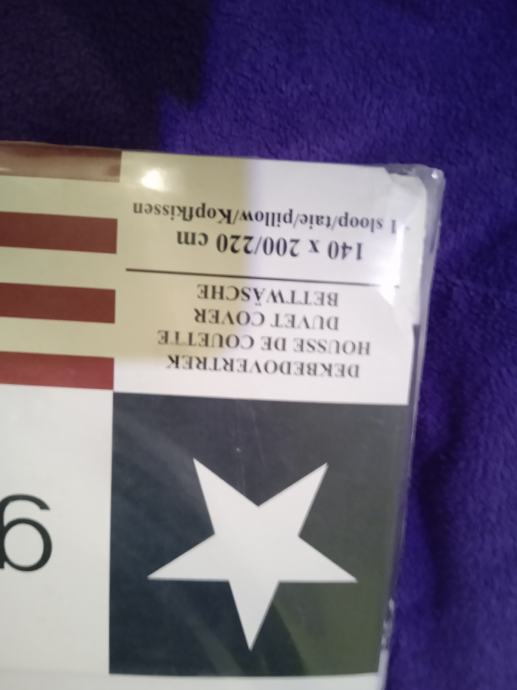 DEKBEDOVERTREK
HOUSSE DE COUETTE
DUVET COVER
BETTWÄSCHE
140 x 200/220 cm
1 sloop/taie/pillow/Kopfkissen